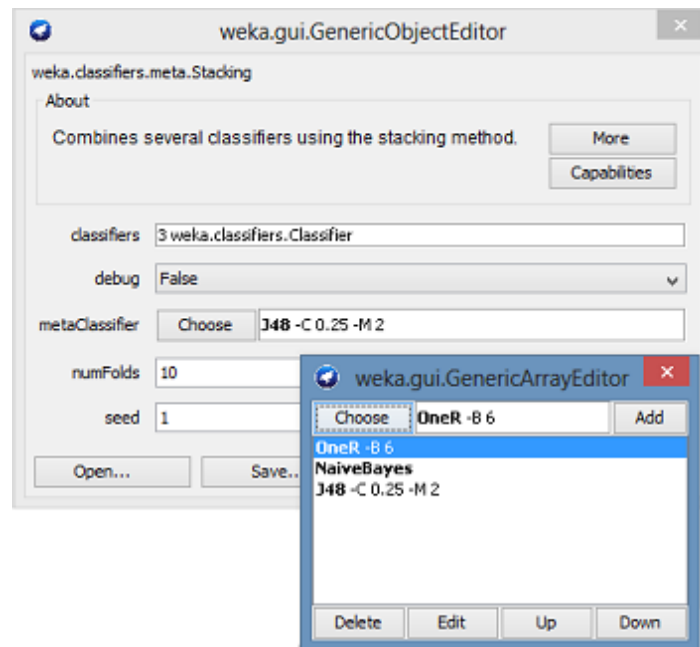 weka.gui.GenericObjectEditor
weka.classifiers.meta.Stacking
About
Combines several classifiers using the stacking method.
More
Capabilities
classifiers 3 weka.classifiers.Classifier
debug False
metaClassifier Choose J48 -C 0.25 -M 2
numFolds 10
seed 1
Open... Save..
weka.gui.GenericArrayEditor
Choose OneR -B 6 Add
OneR -B 6
NaiveBayes
J48 -C 0.25 -M 2
Delete Edit Up Down